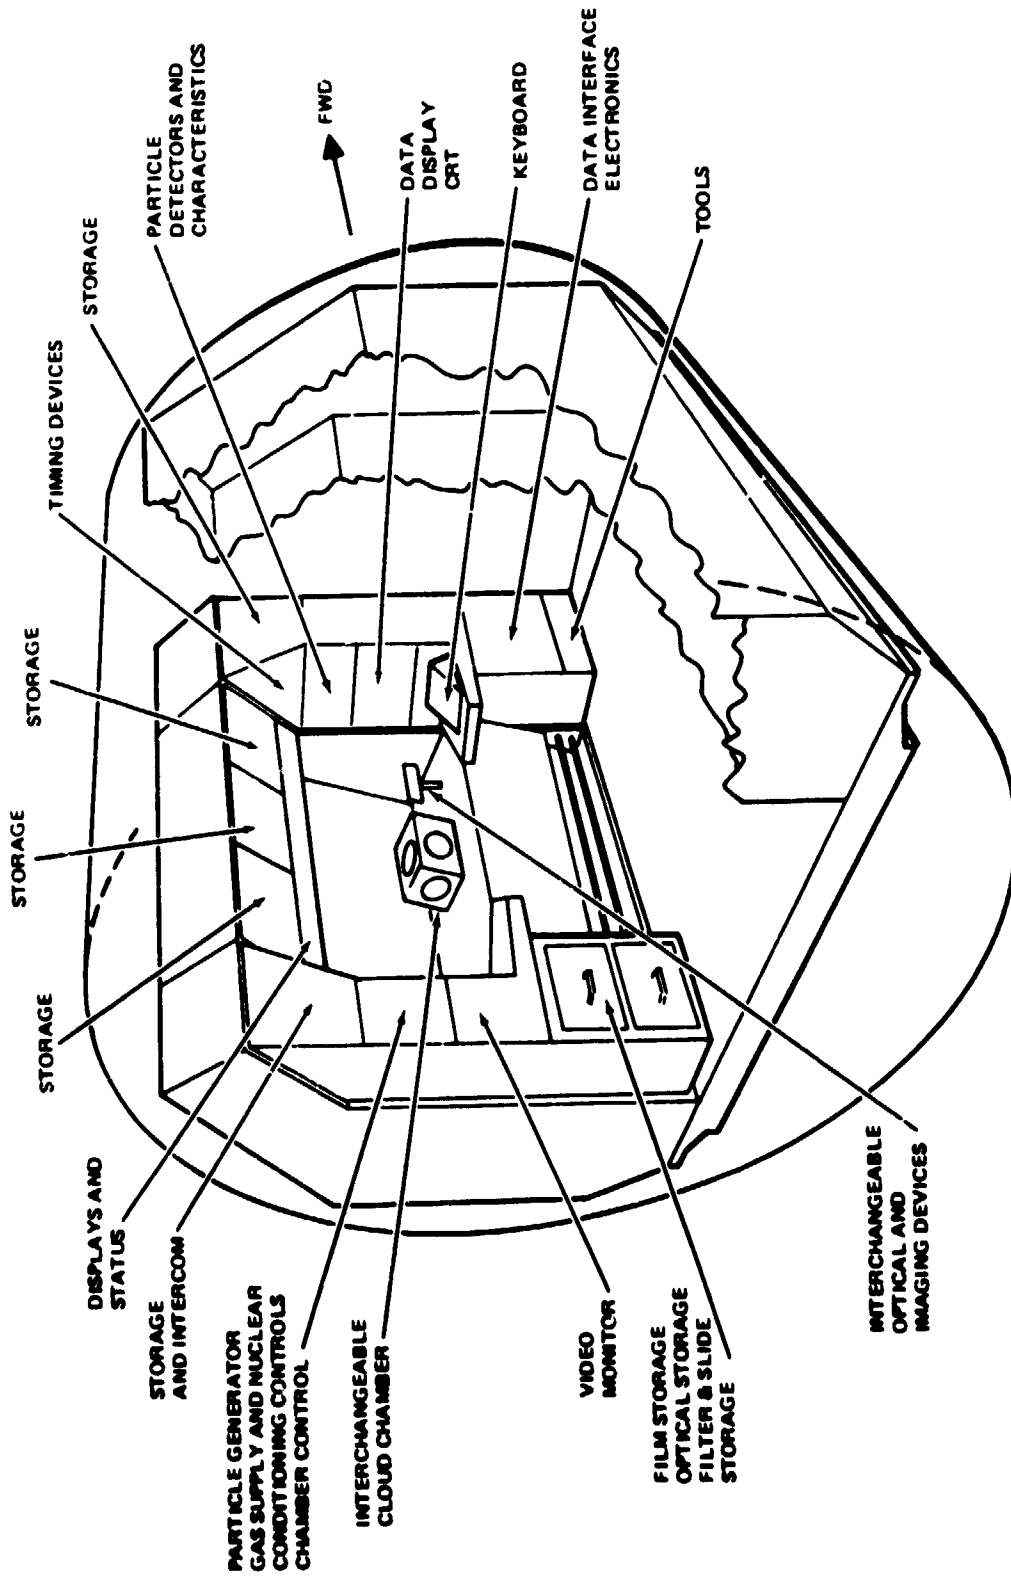 DISPLAYS AND
STATUS
STORAGE
AND INTERCOM
PARTICLE GENERATOR
GAS SUPPLY AND NUCLEAR
CONDITIONING CONTROLS
CHAMBER CONTROL
INTERCHANGEABLE
CLOUD CHAMBER
VIDEO
MONITOR
FILM STORAGE
OPTICAL STORAGE
FILTER & SLIDE
STORAGE
INTERCHANGEABLE
OPTICAL AND
IMAGING DEVICES
STORAGE
STORAGE
STORAGE
TIMING DEVICES
STORAGE
PARTICLE
DETECTORS AND
CHARACTERISTICS
FWD
DATA
DISPLAY
CRT
KEYBOARD
DATA INTERFACE
ELECTRONICS
TOOLS